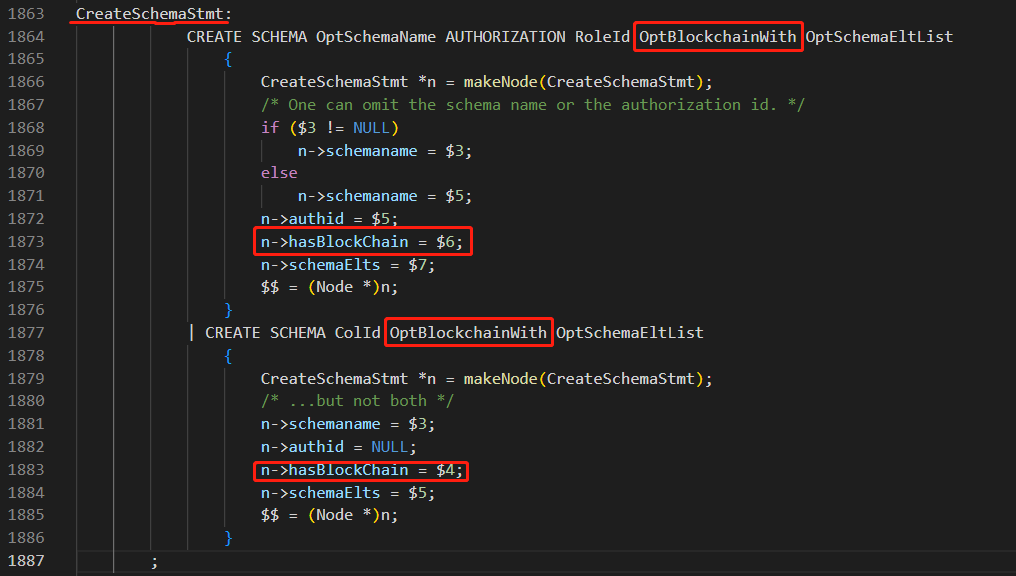 1863 CreateSchemaStmt:
1864 CREATE SCHEMA OptSchemaName AUTHORIZATION RoleId OptBlockchainWith OptSchemaEltList
1865 {
1866 CreateSchemaStmt *n = makeNode(CreateSchemaStmt);
1867 /* One can omit the schema name or the authorization id. */
1868 if ($3 != NULL)
1869 n->schemaname = $3;
1870 else
1871 n->schemaname = $5;
1872 n->authid = $5;
1873 n->hasBlockChain = $6;
1874 n->schemaElts = $7;
1875 $$ = (Node *)n;
1876 }
1877 | CREATE SCHEMA ColId OptBlockchainWith OptSchemaEltList
1878 {
1879 CreateSchemaStmt *n = makeNode(CreateSchemaStmt);
1880 /* ...but not both */
1881 n->schemaname = $3;
1882 n->authid = NULL;
1883 n->hasBlockChain = $4;
1884 n->schemaElts = $5;
1885 $$ = (Node *)n;
1886 }
1887 ;